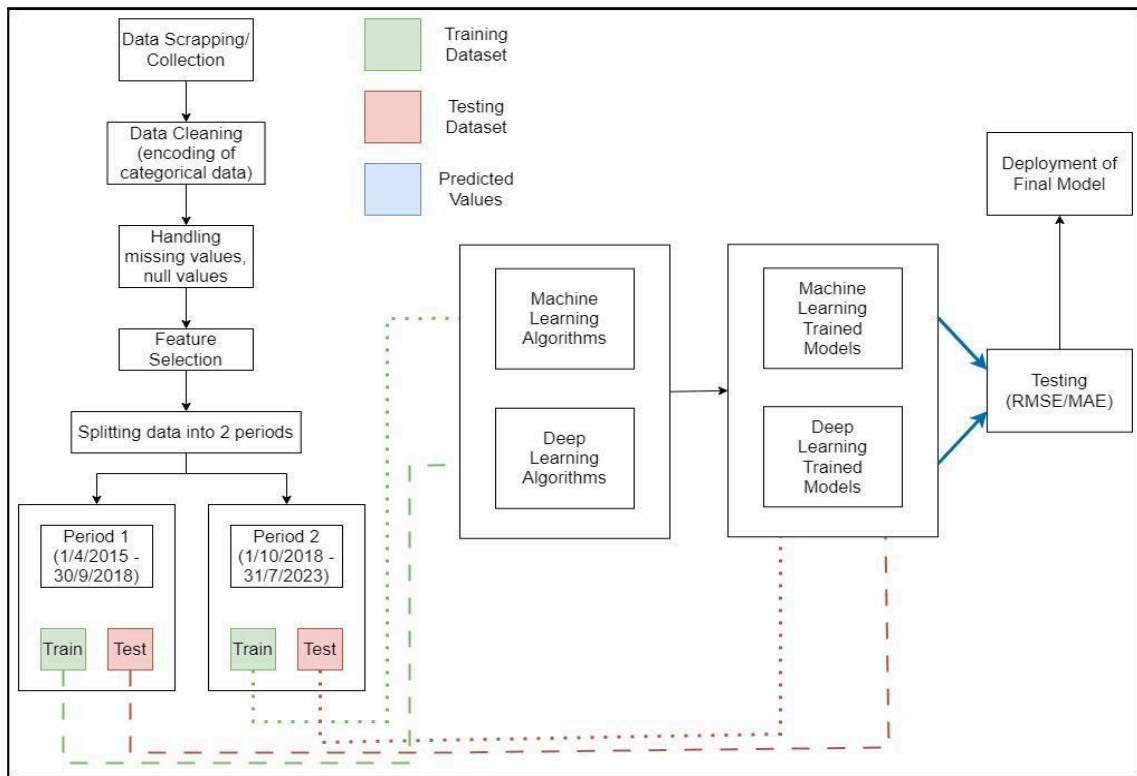 Data Scrapping/
Collection
Data Cleaning
(encoding of
categorical data)
Handling
missing values,
null values
Feature
Selection
Splitting data into 2 periods
Period 1
(1/4/2015 -
30/9/2018)
Train
Test
Period 2
(1/10/2018 -
31/7/2023)
Train
Test
Training
Dataset
Testing
Dataset
Predicted
Values
Machine
Learning
Algorithms
Deep
Learning
Algorithms
Machine
Learning
Trained
Models
Deep
Learning
Trained
Models
Testing
(RMSE/MAE)
Deployment of
Final Model